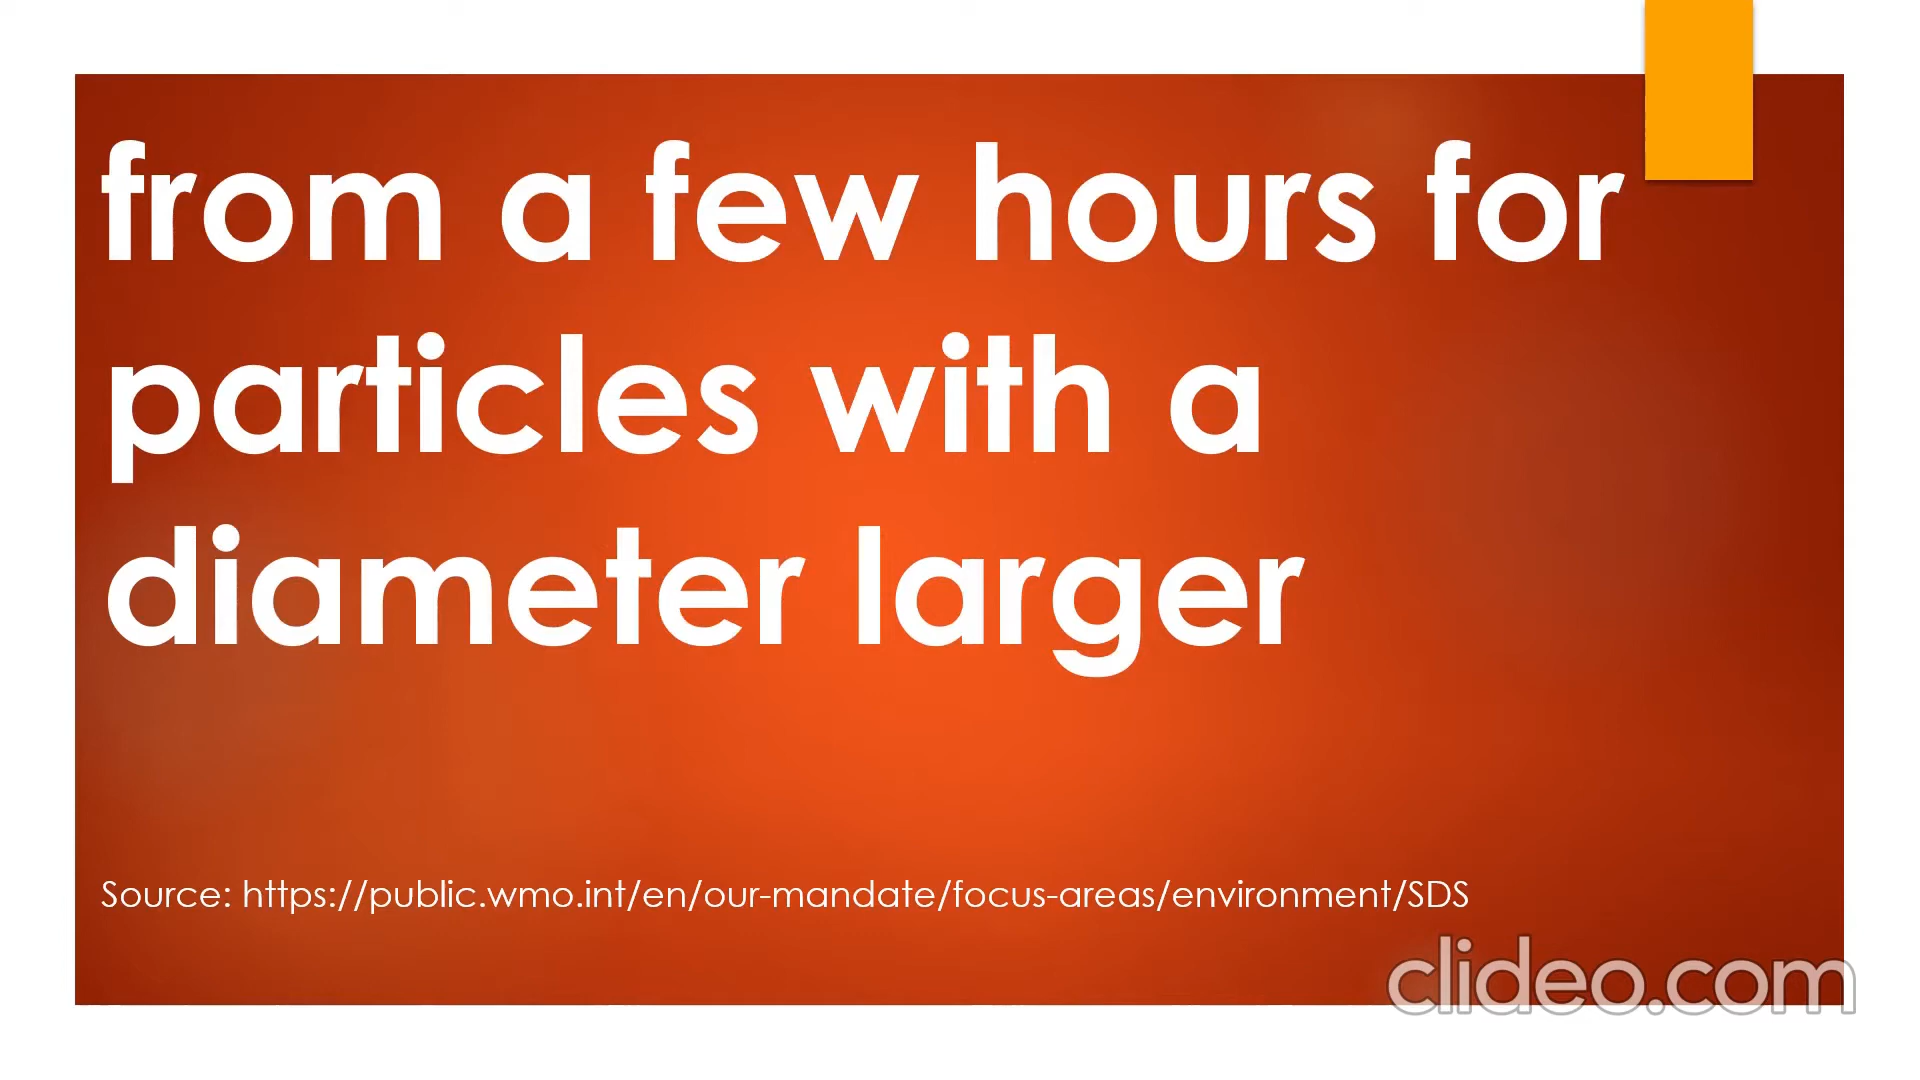 from a few hours for
particles with a
diameter larger
Source: https://public.wmo.int/en/our-mandate/focus-areas/environment/SDS
clideo.com